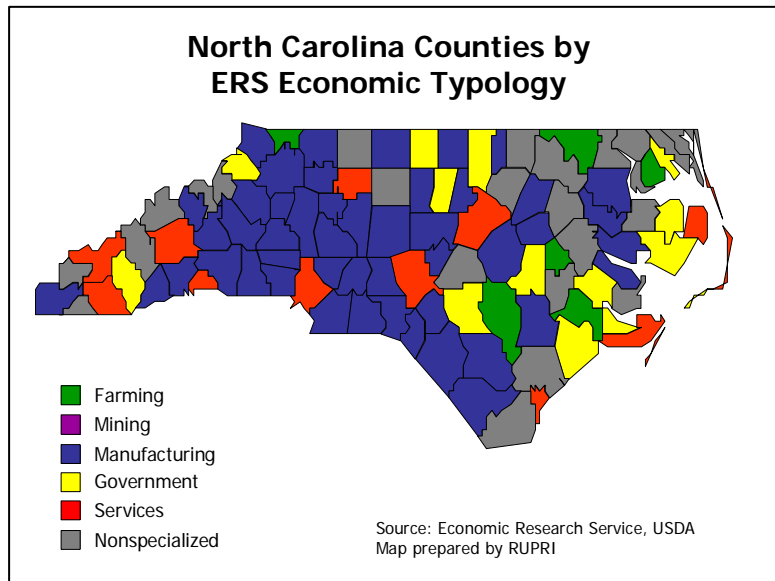 North Carolina Counties by
ERS Economic Typology
Farming
Mining
Manufacturing
Government
Services
Nonspecialized
Source: Economic Research Service, USDA
Map prepared by RUPRI